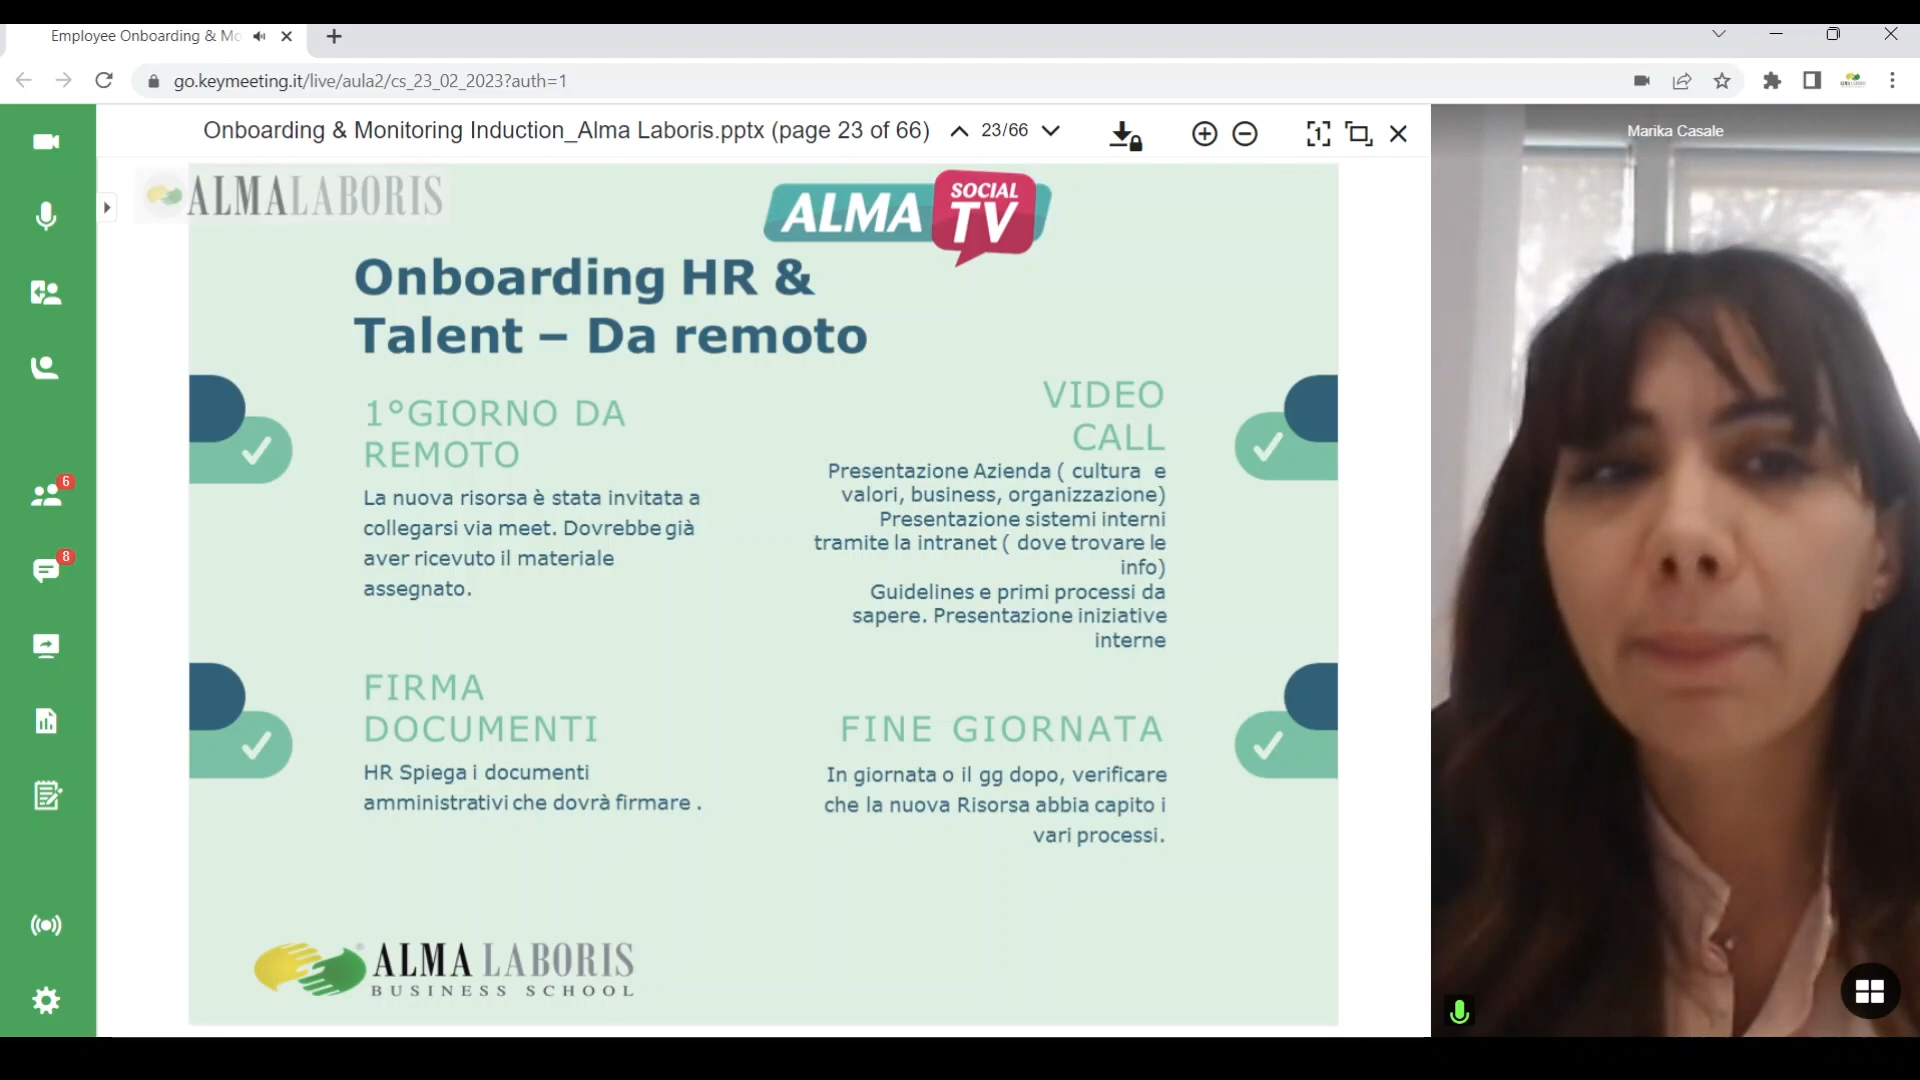 Employee Onboarding & Mo
go.keymeeting.it/live/aula2/cs_23_02_2023?auth=1
Onboarding & Monitoring Induction_Alma Laboris.pptx (page 23 of 66)
23/66
Marika Casale
ALMALABORIS
ALMA SOCIAL TV
Onboarding HR &
Talent – Da remoto
1°GIORNO DA
REMOTO
La nuova risorsa è stata invitata a
collegarsi via meet. Dovrebbe già
aver ricevuto il materiale
assegnato.
VIDEO
CALL
Presentazione Azienda ( cultura e
valori, business, organizzazione)
Presentazione sistemi interni
tramite la intranet ( dove trovare le
info)
Guidelines e primi processi da
sapere. Presentazione iniziative
interne
FIRMA
DOCUMENTI
HR Spiega i documenti
amministrativi che dovrà firmare .
FINE GIORNATA
In giornata o il gg dopo, verificare
che la nuova Risorsa abbia capito i
vari processi.
6
8
1
ALMA LABORIS
BUSINESS SCHOOL